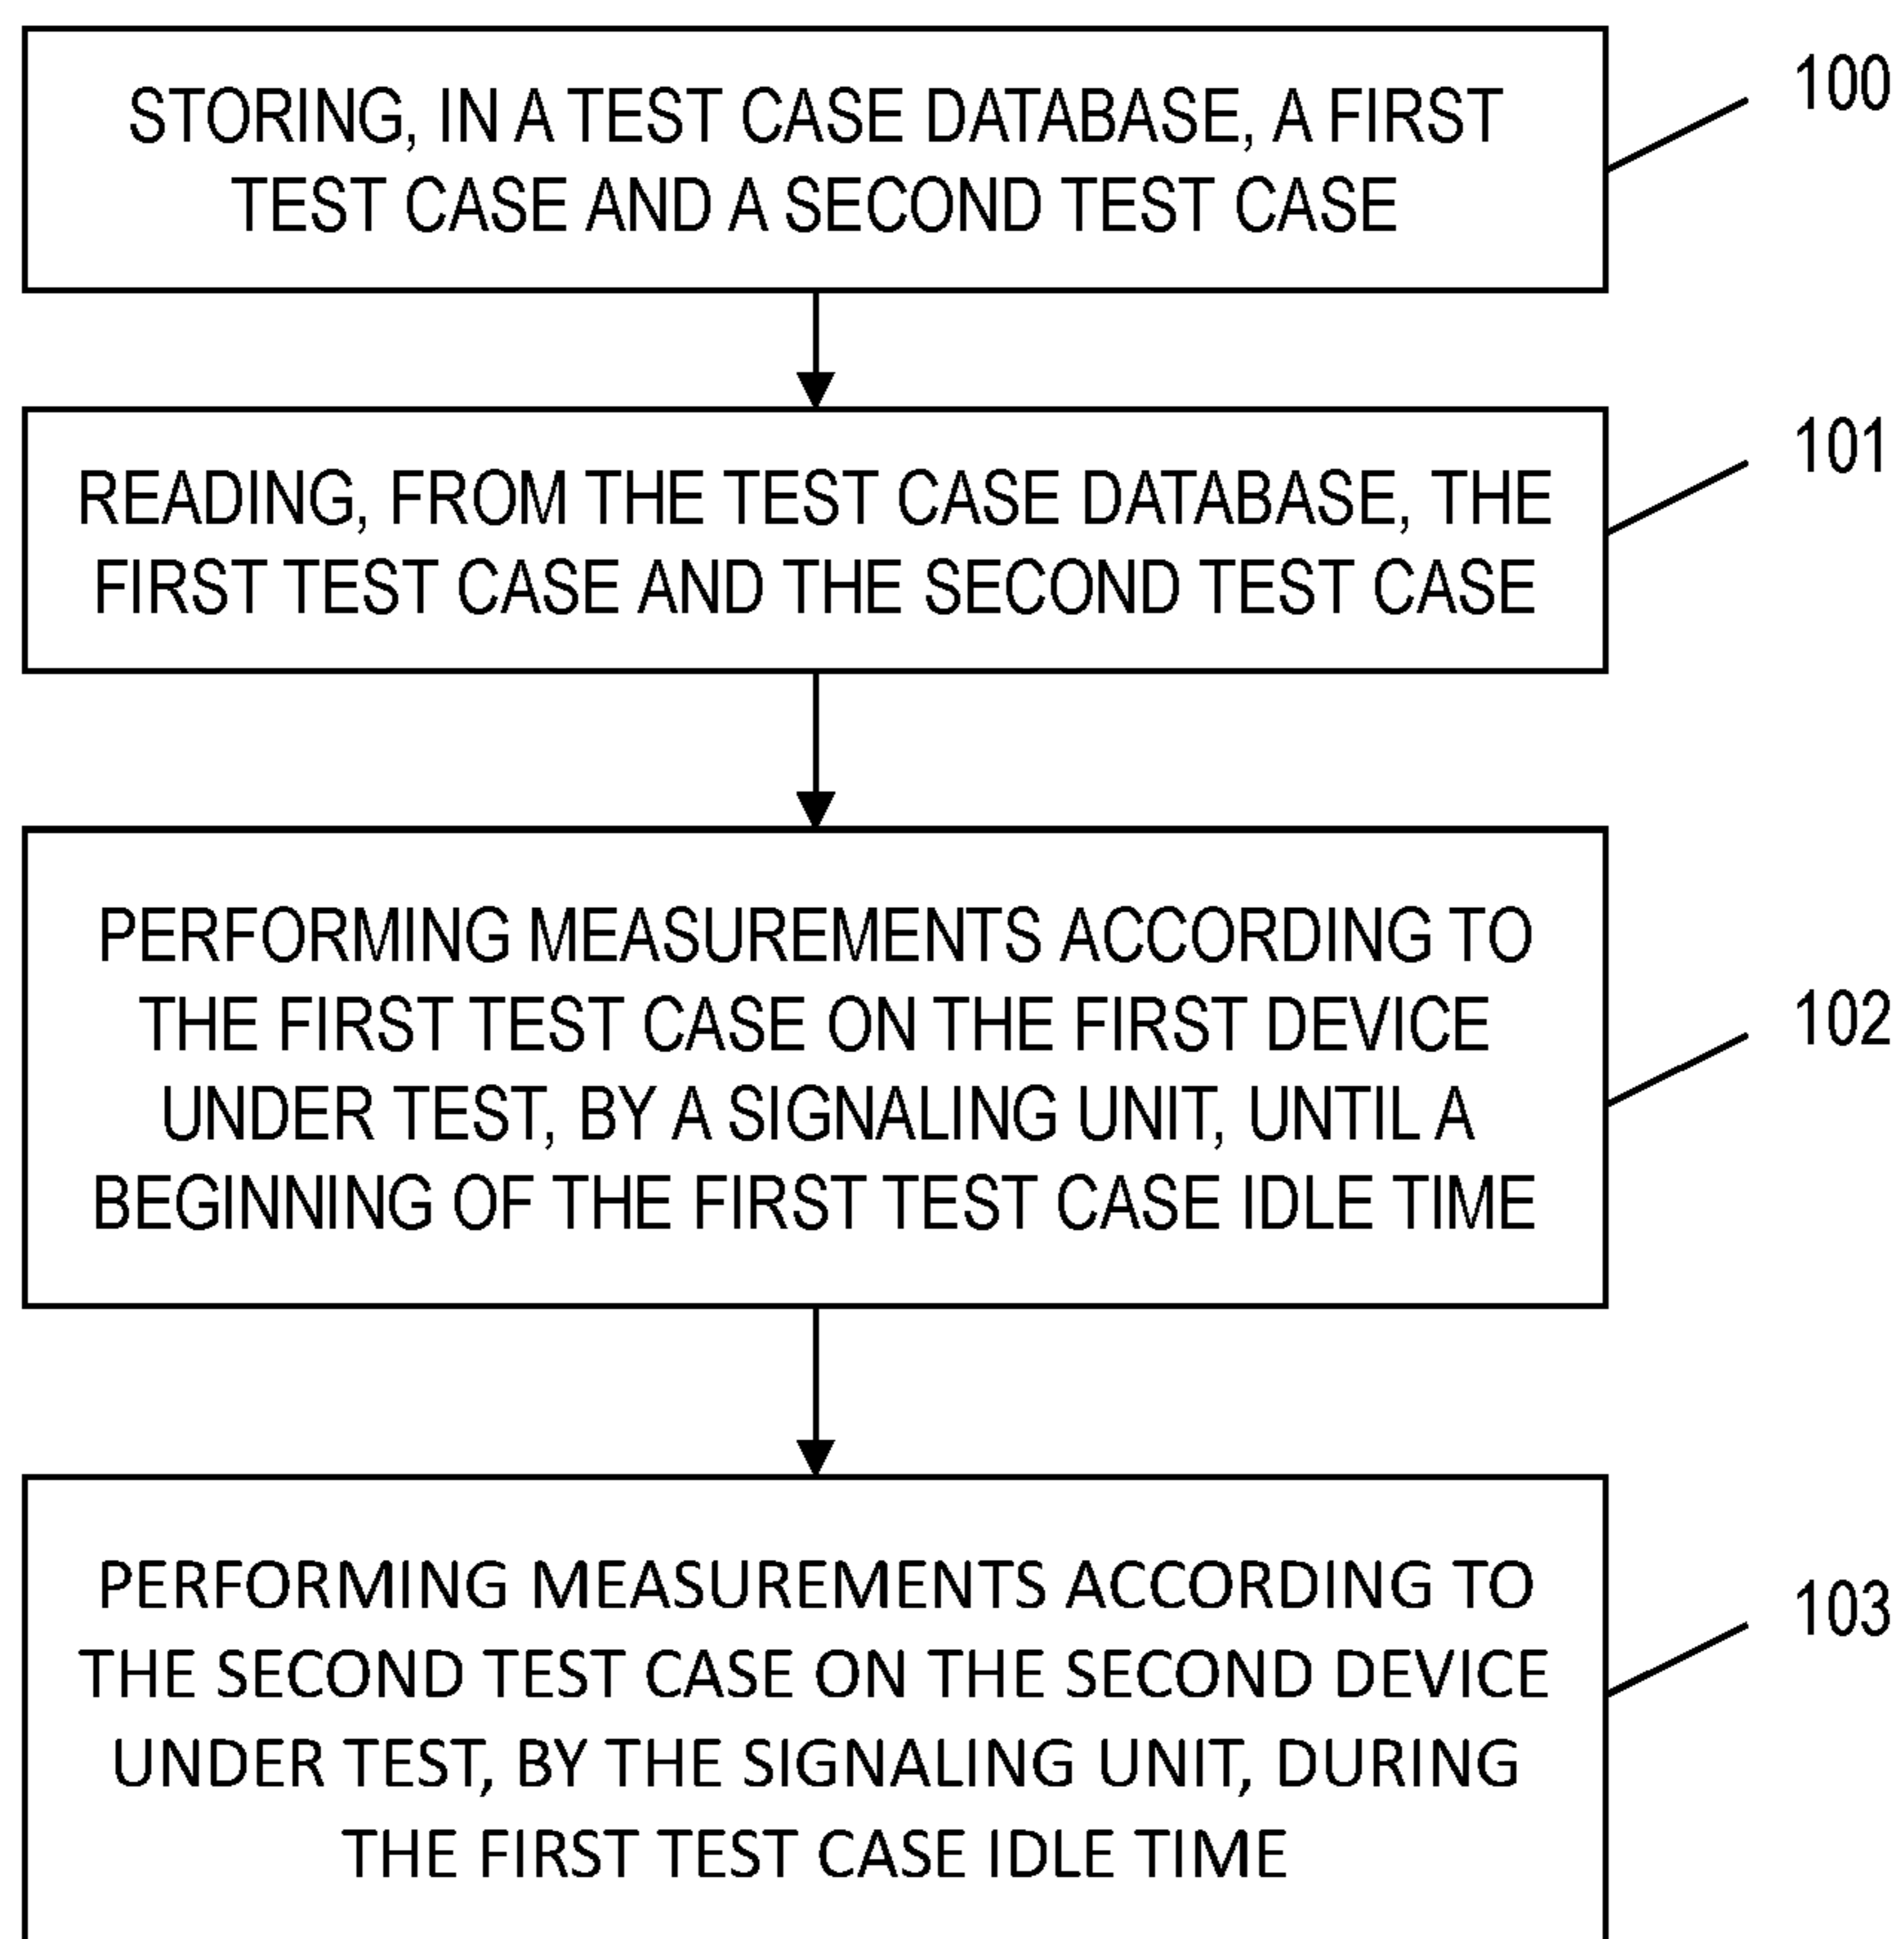 STORING, IN A TEST CASE DATABASE, A FIRST
TEST CASE AND A SECOND TEST CASE
100
READING, FROM THE TEST CASE DATABASE, THE
FIRST TEST CASE AND THE SECOND TEST CASE
101
PERFORMING MEASUREMENTS ACCORDING TO
THE FIRST TEST CASE ON THE FIRST DEVICE
UNDER TEST, BY A SIGNALING UNIT, UNTIL A
BEGINNING OF THE FIRST TEST CASE IDLE TIME
102
PERFORMING MEASUREMENTS ACCORDING TO
THE SECOND TEST CASE ON THE SECOND DEVICE
UNDER TEST, BY THE SIGNALING UNIT, DURING
THE FIRST TEST CASE IDLE TIME
103